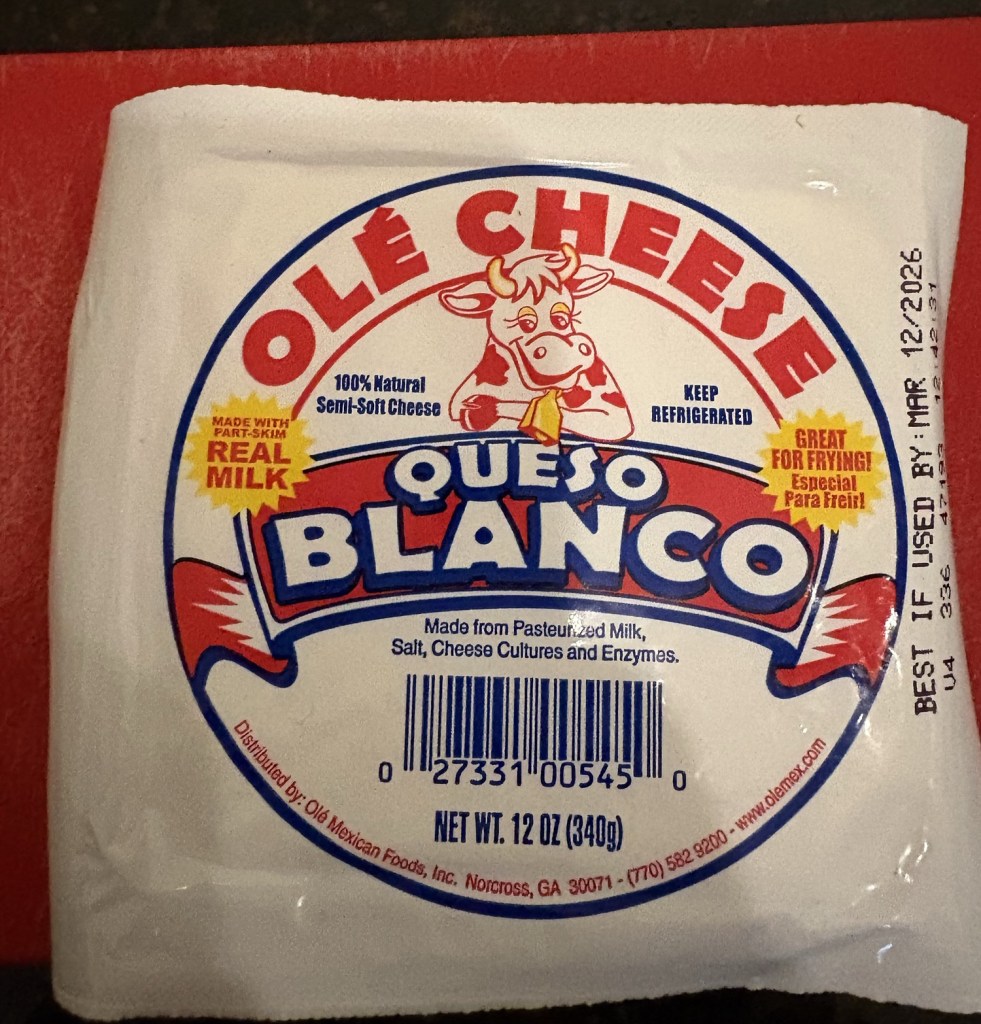 OLÉ CHEESE
100% Natural
Semi-Soft Cheese
KEEP
REFRIGERATED
MADE WITH
PART-SKIM
REAL
MILK
GREAT
FOR FRYING!
Especial
Para Freir!
QUESO
BLANCO
Made from Pasteurized Milk,
Salt, Cheese Cultures and Enzymes.
0 27331 00545 0
NET WT. 12 OZ (340g)
Distributed by: Olé Mexican Foods, Inc. Norcross, GA 30071 - (770) 582 9200 - www.olemex.com
BEST IF USED BY: MAR 12/2026
U4 336